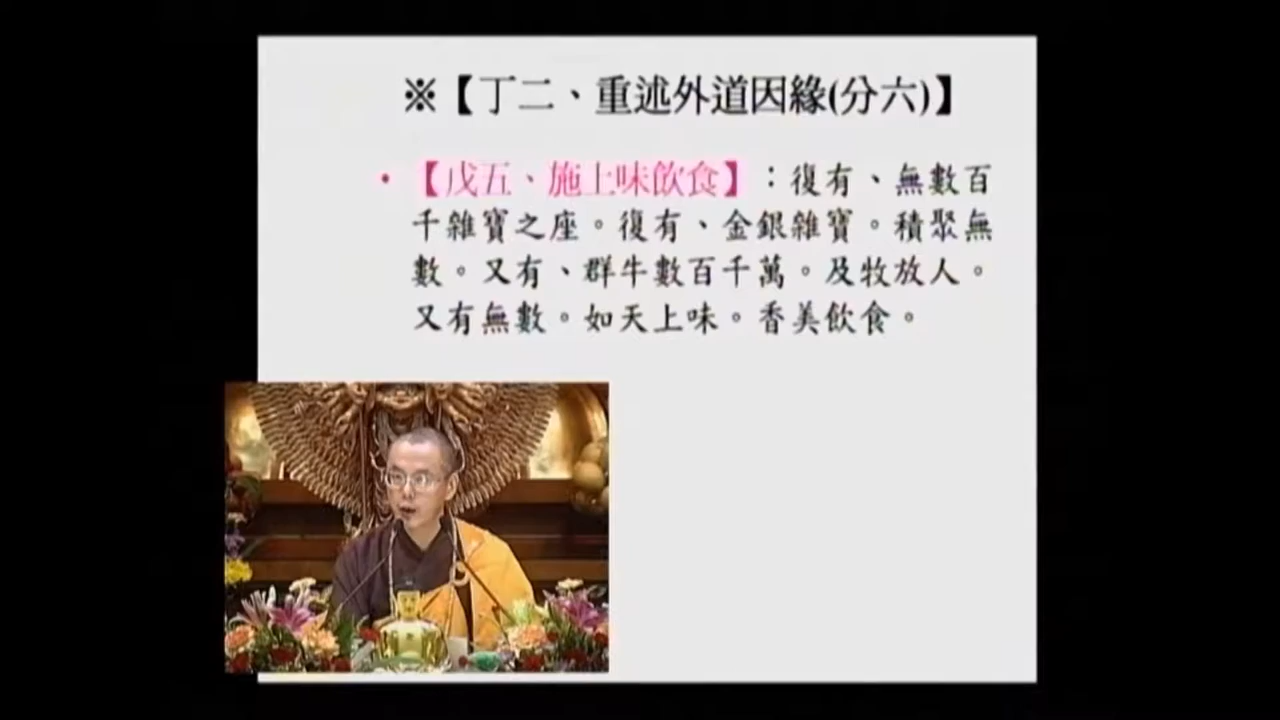 ※【丁二、重述外道因緣(分六)】
•【戊五、施上味飲食】：復有、無數百
千雜寶之座。復有、金銀雜寶。積聚無
數。又有、群牛數百千萬。及牧放人。
又有無數。如天上味。香美飲食。